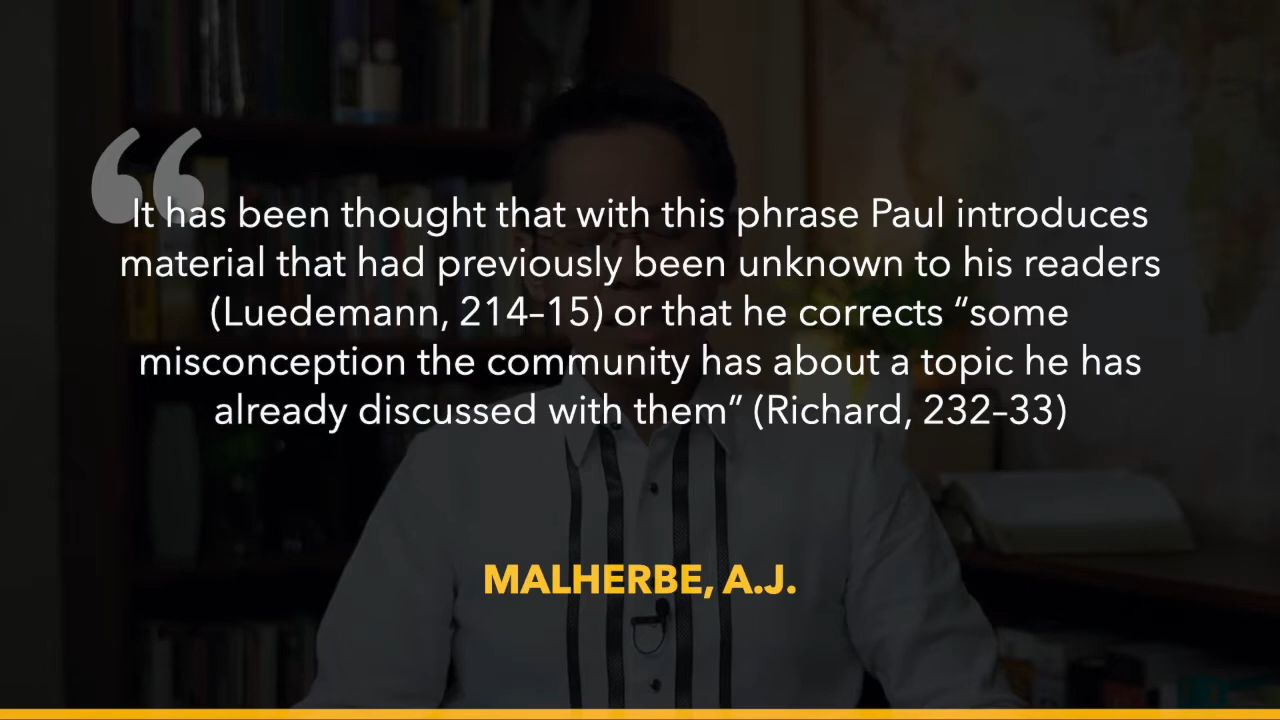 “
It has been thought that with this phrase Paul introduces
material that had previously been unknown to his readers
(Luedemann, 214–15) or that he corrects “some
misconception the community has about a topic he has
already discussed with them” (Richard, 232–33)
MALHERBE, A.J.